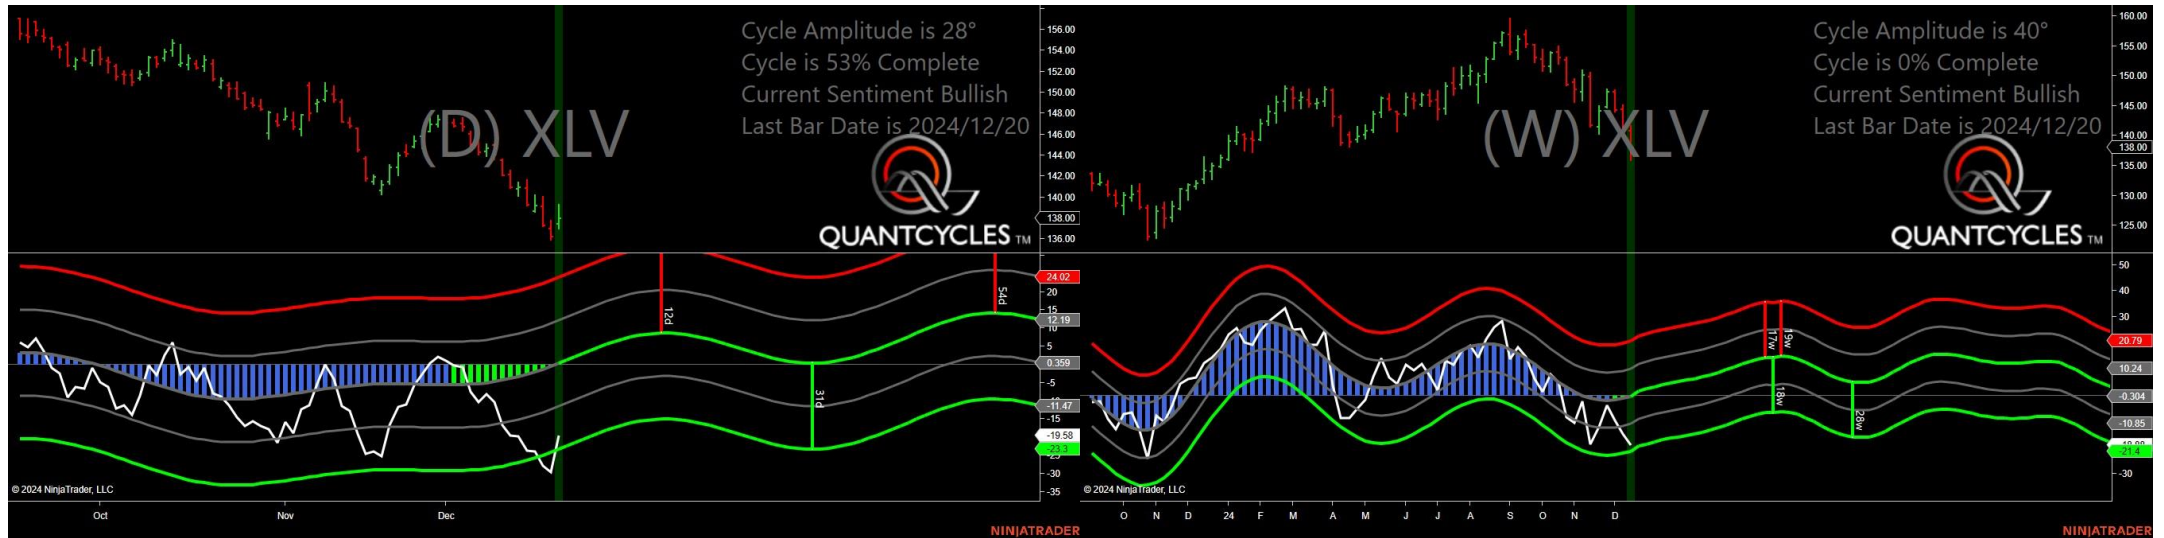 Cycle Amplitude is 28°
Cycle is 53% Complete
Current Sentiment Bullish
Last Bar Date is 2024/12/20
(D) XLV
QUANTCYCLES TM
156.00
154.00
152.00
150.00
148.00
146.00
144.00
142.00
140.00
138.00
136.00
24.02
20
15
12.19
10
5
0.359
-5
-11.47
-15
-19.58
-23.3
-30
-35
12d
31d
54d
© 2024 NinjaTrader, LLC
Oct
Nov
Dec
NINJATRADER
Cycle Amplitude is 40°
Cycle is 0% Complete
Current Sentiment Bullish
Last Bar Date is 2024/12/20
(W) XLV
QUANTCYCLES TM
160.00
155.00
150.00
145.00
140.00
138.00
135.00
130.00
125.00
50
40
30
20.79
10.24
-0.304
-10.85
-21.4
-30
17w
19w
18w
28w
© 2024 NinjaTrader, LLC
O N D 24 F M A M J J A S O N D
NINJATRADER